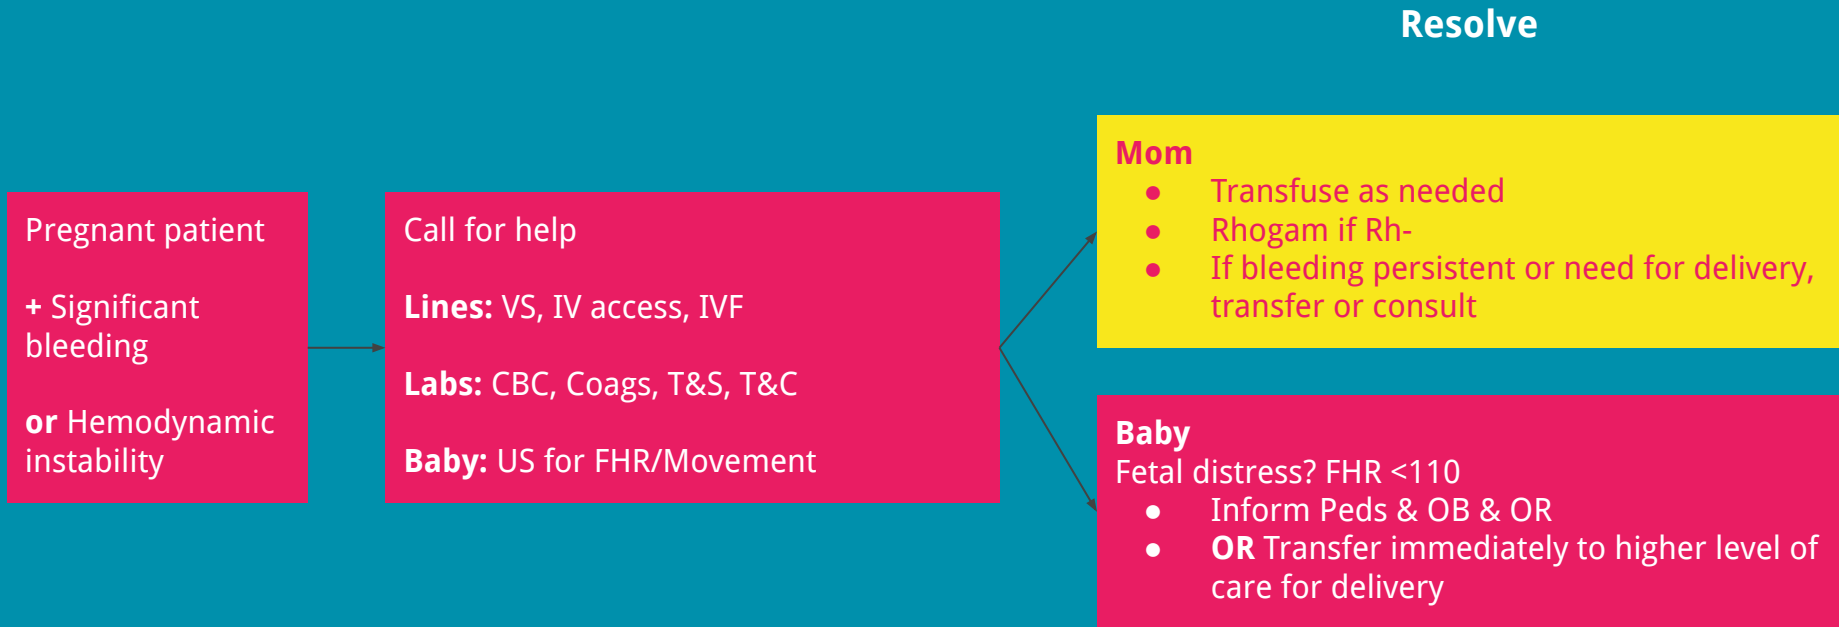 Resolve
Pregnant patient
+ Significant
bleeding
or Hemodynamic
instability
Call for help
Lines: VS, IV access, IVF
Labs: CBC, Coags, T&S, T&C
Baby: US for FHR/Movement
Mom
● Transfuse as needed
● Rhogam if Rh-
● If bleeding persistent or need for delivery,
transfer or consult
Baby
Fetal distress? FHR <110
● Inform Peds & OB & OR
● OR Transfer immediately to higher level of
care for delivery